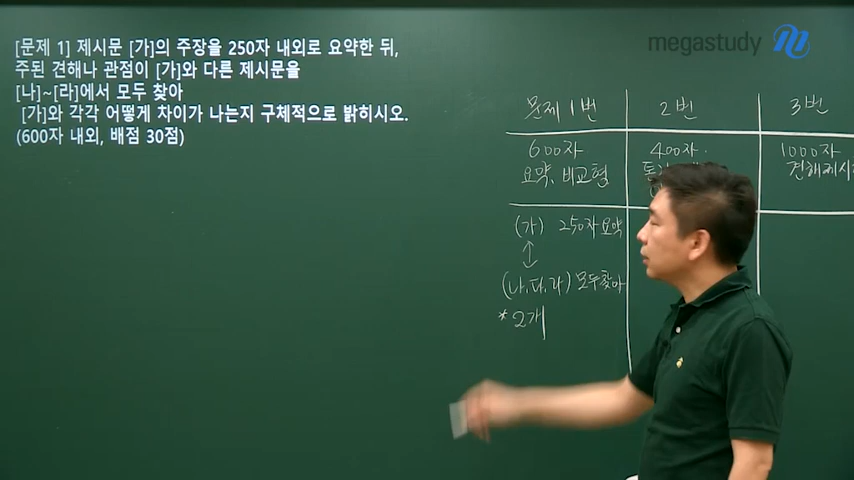 [문제 1] 제시문 [가]의 주장을 250자 내외로 요약한 뒤,
주된 견해나 관점이 [가]와 다른 제시문을
[나]~[라]에서 모두 찾아
[가]와 각각 어떻게 차이가 나는지 구체적으로 밝히시오.
(600자 내외, 배점 30점)
megastudy
문제 1번 2번 3번
600자 400자 1000자
요약, 비교형 견해제시
(가) 250자 요약
(나, 다, 라) 모두 찾아
* 2개